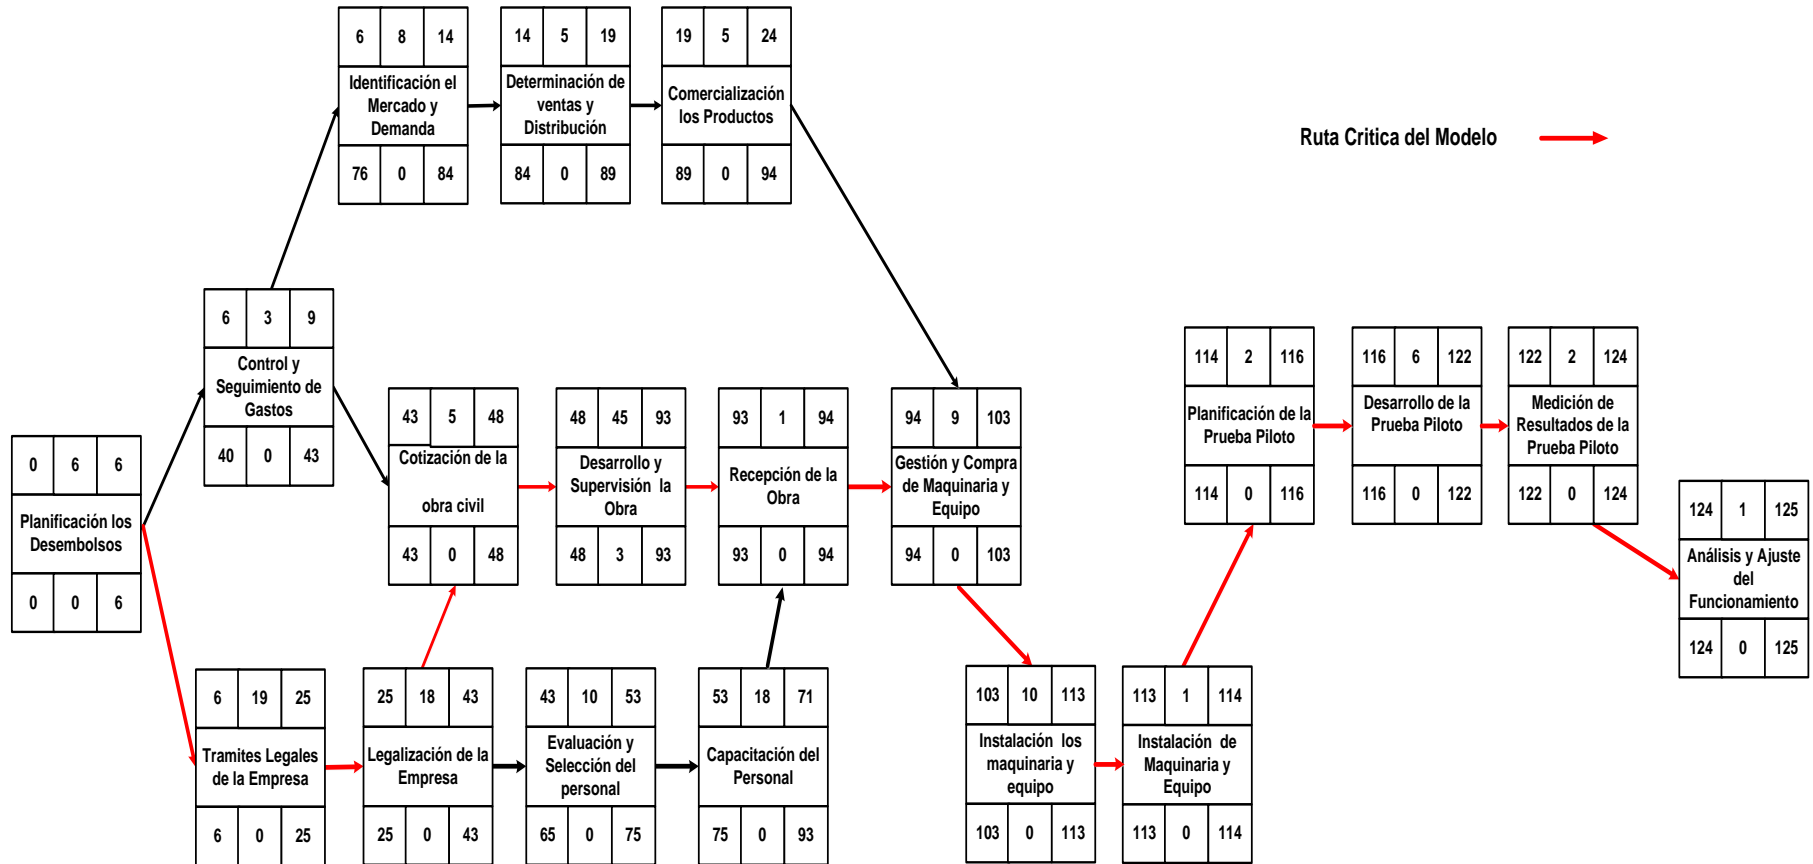 6 8 14
Identificación el
Mercado y
Demanda
76 0 84
14 5 19
Determinación de
ventas y
Distribución
84 0 89
19 5 24
Comercialización
los Productos
89 0 94
Ruta Critica del Modelo
6 3 9
Control y
Seguimiento de
Gastos
40 0 43
0 6 6
Planificación los
Desembolsos
0 0 6
43 5 48
Cotización de la
obra civil
43 0 48
48 45 93
Desarrollo y
Supervisión la
Obra
48 3 93
93 1 94
Recepción de la
Obra
93 0 94
94 9 103
Gestión y Compra
de Maquinaria y
Equipo
94 0 103
114 2 116
Planificación de la
Prueba Piloto
114 0 116
116 6 122
Desarrollo de la
Prueba Piloto
116 0 122
122 2 124
Medición de
Resultados de la
Prueba Piloto
122 0 124
124 1 125
Análisis y Ajuste
del
Funcionamiento
124 0 125
6 19 25
Tramites Legales
de la Empresa
6 0 25
25 18 43
Legalización de la
Empresa
25 0 43
43 10 53
Evaluación y
Selección del
personal
65 0 75
53 18 71
Capacitación del
Personal
75 0 93
103 10 113
Instalación los
maquinaria y
equipo
103 0 113
113 1 114
Instalación de
Maquinaria y
Equipo
113 0 114